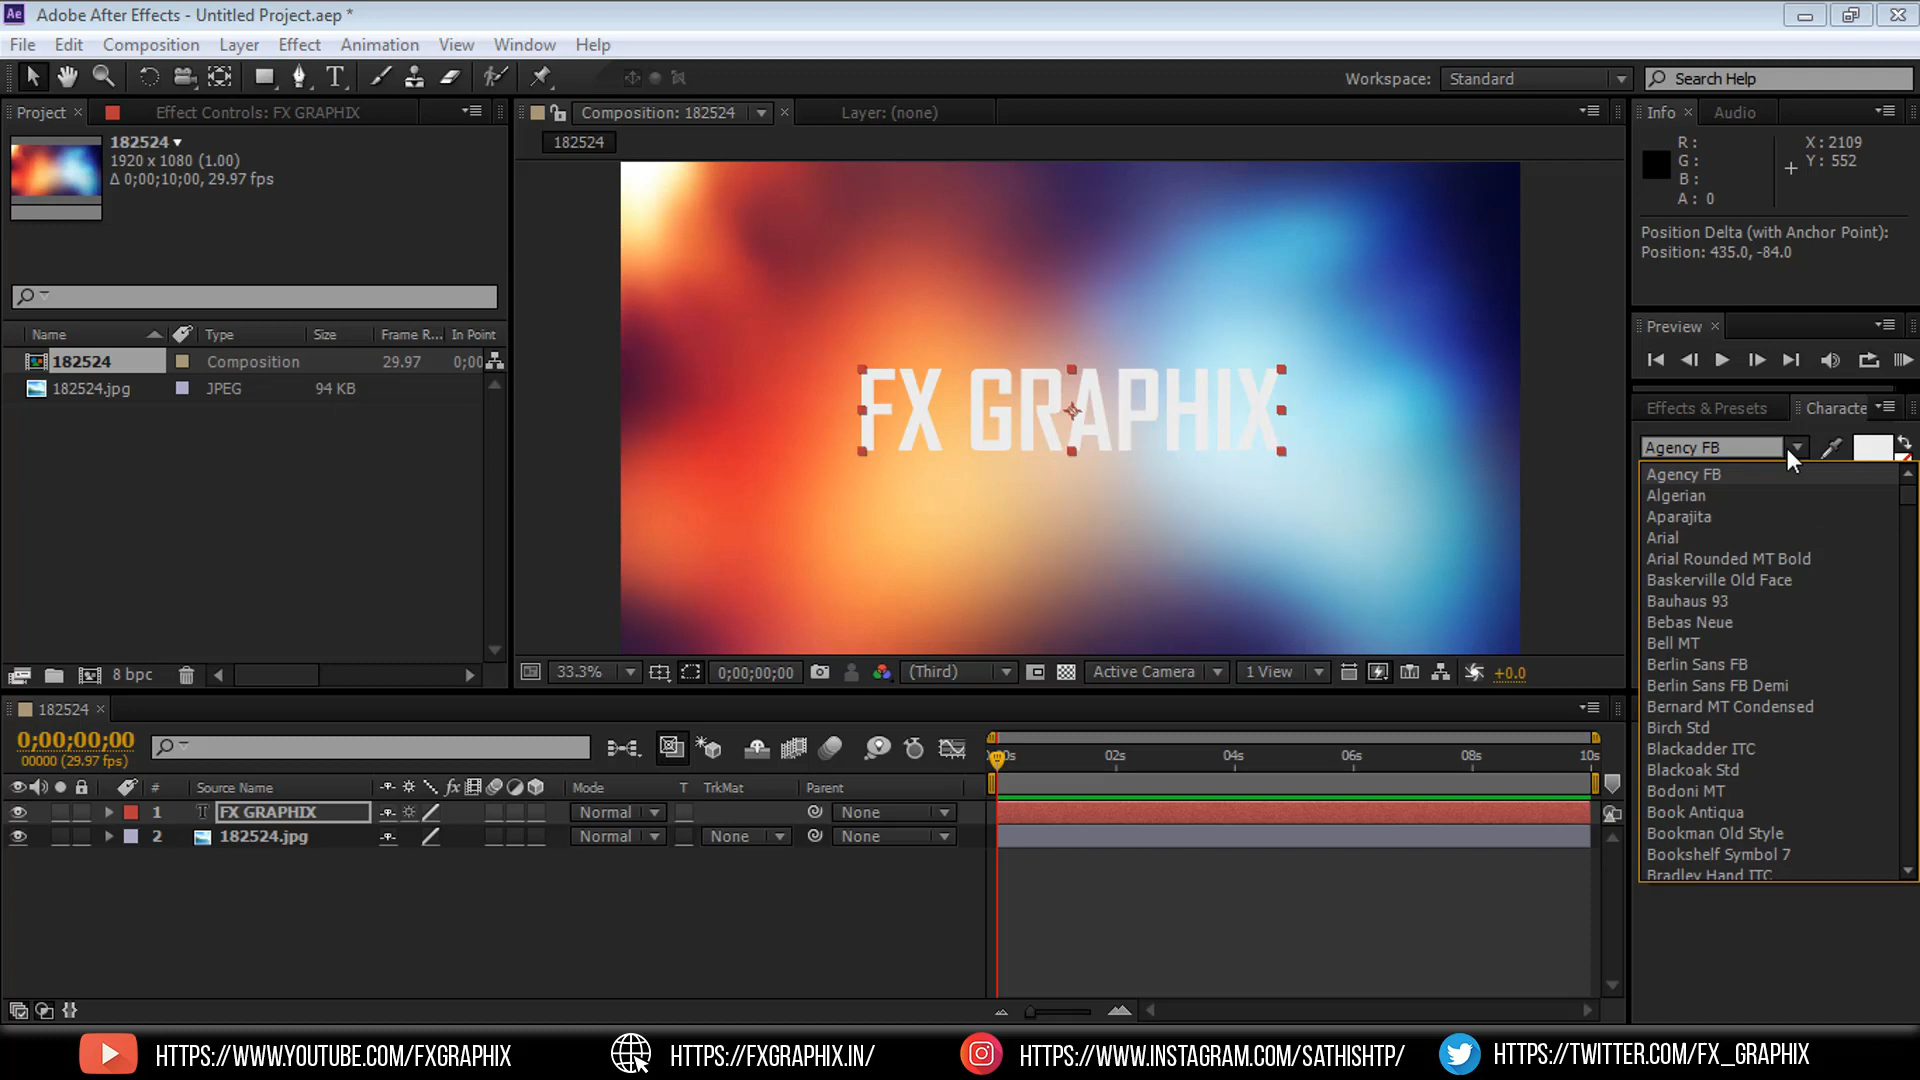 Ae Adobe After Effects - Untitled Project.aep *
File Edit Composition Layer Effect Animation View Window Help
Workspace: Standard Search Help
Project × Effect Controls: FX GRAPHIX
Composition: 182524 × Layer: (none)
Info × Audio
182524
1920 x 1080 (1.00)
Δ 0;00;10;00, 29.97 fps
182524
R :
G :
B :
A : 0
X : 2109
Y : 552
Position Delta (with Anchor Point):
Position: 435.0, -84.0
Name Type Size Frame R... In Point
182524 Composition 29.97 0;00
182524.jpg JPEG 94 KB
FX GRAPHIX
Preview ×
Effects & Presets Characte
Agency FB
Agency FB
Algerian
Aparajita
Arial
Arial Rounded MT Bold
Baskerville Old Face
Bauhaus 93
Bebas Neue
Bell MT
Berlin Sans FB
Berlin Sans FB Demi
Bernard MT Condensed
Birch Std
Blackadder ITC
Blackoak Std
Bodoni MT
Book Antiqua
Bookman Old Style
Bookshelf Symbol 7
Bradley Hand ITC
8 bpc
33.3% 0;00;00;00 (Third) Active Camera 1 View +0.0
182524 ×
0;00;00;00
00000 (29.97 fps)
0s 02s 04s 06s 08s 10s
# Source Name fx Mode T TrkMat Parent
1 T FX GRAPHIX Normal None
2 182524.jpg Normal None None
HTTPS://WWW.YOUTUBE.COM/FXGRAPHIX
HTTPS://FXGRAPHIX.IN/
HTTPS://WWW.INSTAGRAM.COM/SATHISHTP/
HTTPS://TWITTER.COM/FX_GRAPHIX